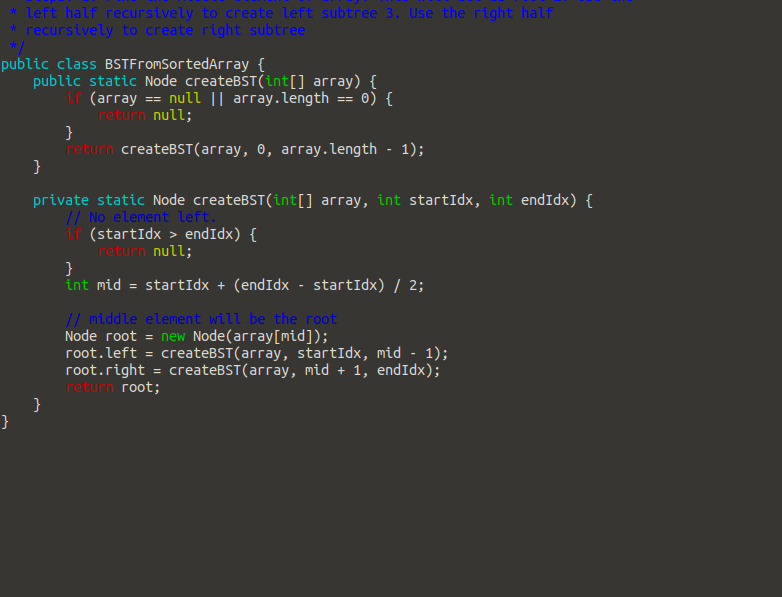 * left half recursively to create left subtree 3. Use the right half
* recursively to create right subtree
*/
public class BSTFromSortedArray {
    public static Node createBST(int[] array) {
        if (array == null || array.length == 0) {
            return null;
        }
        return createBST(array, 0, array.length - 1);
    }

    private static Node createBST(int[] array, int startIdx, int endIdx) {
        // No element left.
        if (startIdx > endIdx) {
            return null;
        }
        int mid = startIdx + (endIdx - startIdx) / 2;

        // middle element will be the root
        Node root = new Node(array[mid]);
        root.left = createBST(array, startIdx, mid - 1);
        root.right = createBST(array, mid + 1, endIdx);
        return root;
    }
}